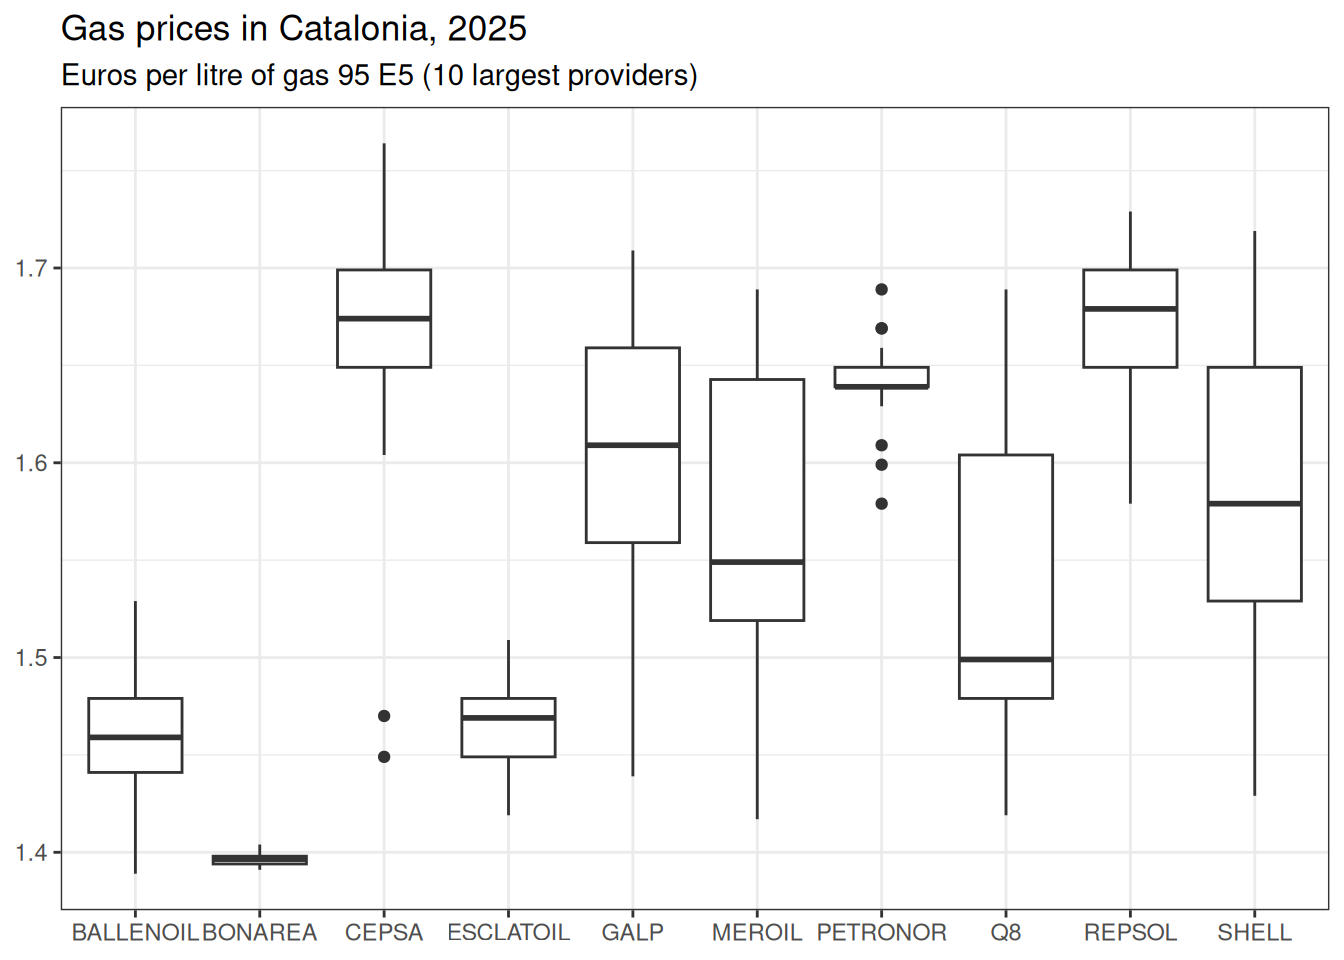 Gas prices in Catalonia, 2025
Euros per litre of gas 95 E5 (10 largest providers)
1.7
1.6
1.5
1.4
BALLENOIL BONAREA CEPSA ESCLATOIL GALP MEROIL PETRONOR Q8 REPSOL SHELL